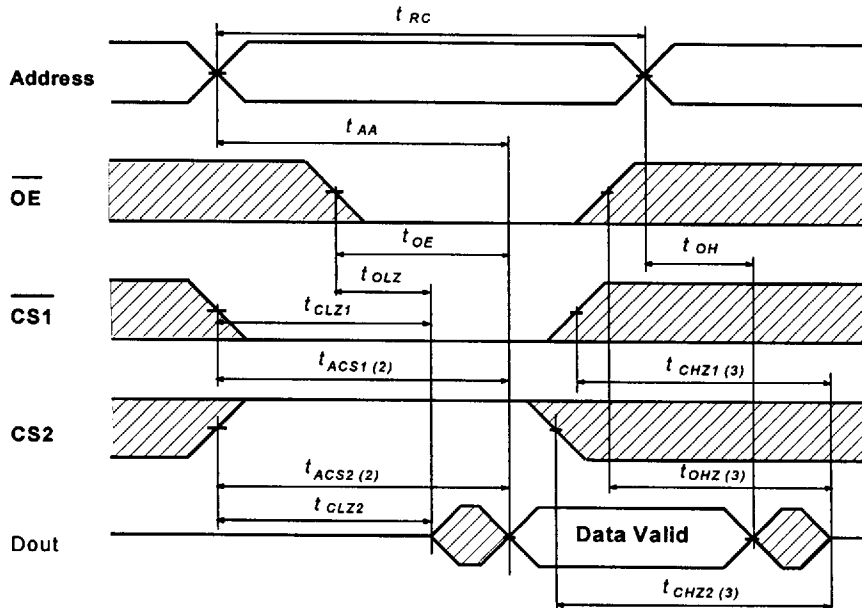 t RC
Address
t AA
OE
t OE
t OH
t OLZ
CS1
t CLZ1
t ACS1 (2)
t CHZ1 (3)
CS2
t ACS2 (2)
t OHZ (3)
t CLZ2
Dout
Data Valid
t CHZ2 (3)